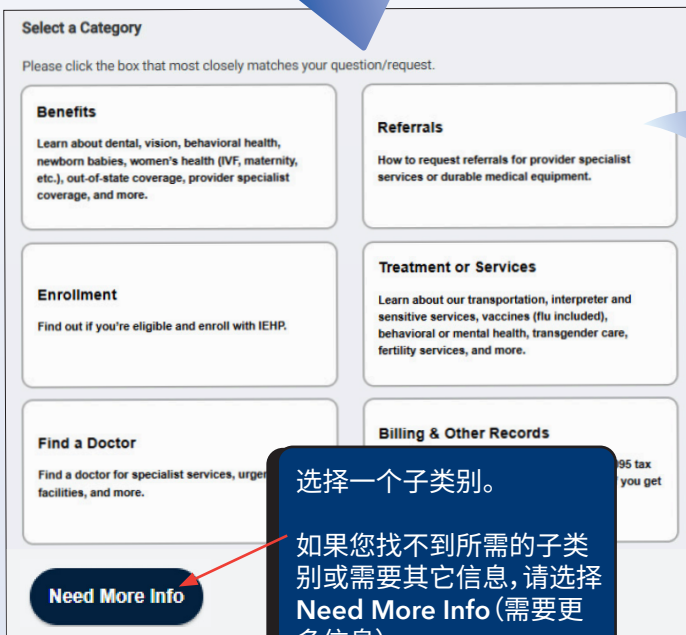 Select a Category
Please click the box that most closely matches your question/request.
Benefits
Learn about dental, vision, behavioral health,
newborn babies, women's health (IVF, maternity,
etc.), out-of-state coverage, provider specialist
coverage, and more.
Referrals
How to request referrals for provider specialist
services or durable medical equipment.
Enrollment
Find out if you're eligible and enroll with IEHP.
Treatment or Services
Learn about our transportation, interpreter and
sensitive services, vaccines (flu included),
behavioral or mental health, transgender care,
fertility services, and more.
Find a Doctor
Find a doctor for specialist services,
facilities, and more.
Billing & Other Records
tax
you get
选择一个子类别。
如果您找不到所需的子类
别或需要其它信息，请选择
Need More Info（需要更
多信息）
Need More Info